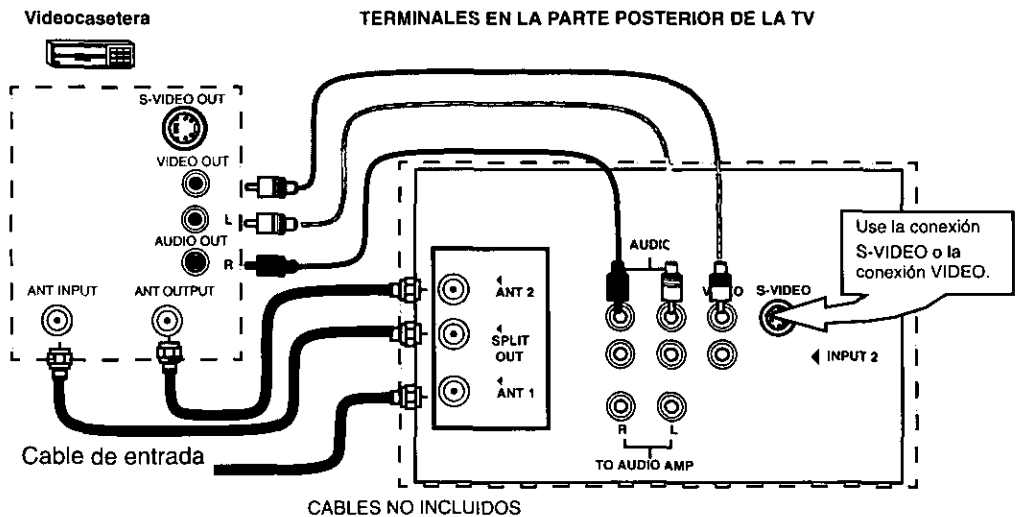 Videocasetera
TERMINALES EN LA PARTE POSTERIOR DE LA TV
S-VIDEO OUT
VIDEO OUT
L
AUDIO OUT
R
ANT INPUT
ANT OUTPUT
Cable de entrada
ANT 2
SPLIT
OUT
ANT 1
AUDIO
S-VIDEO
INPUT 2
R
L
TO AUDIO AMP
Use la conexión
S-VIDEO o la
conexión VIDEO.
CABLES NO INCLUIDOS